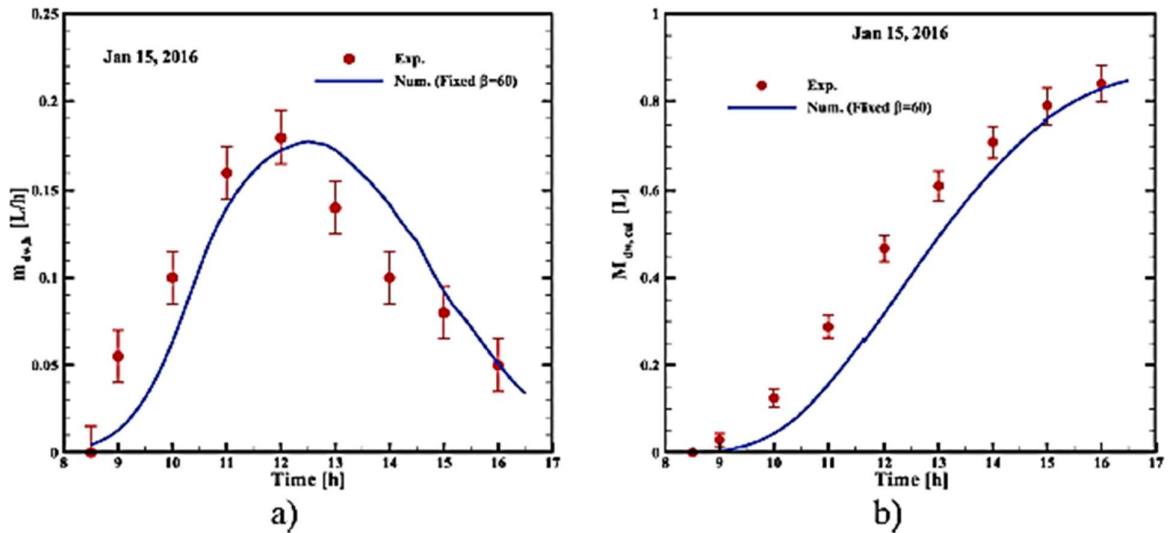 0.25
0.2
0.15
0.1
0.05
0
m_dw,h [L/h]
Jan 15, 2016
Exp.
Num. (Fixed β=60)
8 9 10 11 12 13 14 15 16 17
Time [h]
a)
1
0.8
0.6
0.4
0.2
0
[L]
Jan 15, 2016
Exp.
Num. (Fiixed β=60)
8 9 10 11 12 13 14 15 16 17
Time [h]
b)